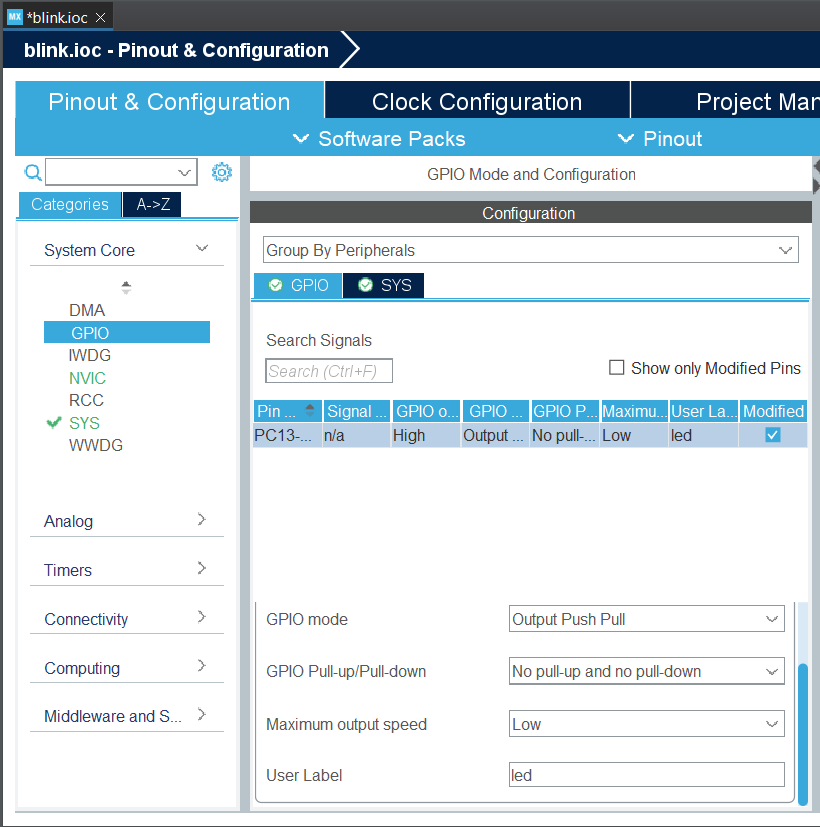 MX *blink.ioc
blink.ioc - Pinout & Configuration
Pinout & Configuration
Clock Configuration
Project Man
Software Packs
Pinout
Categories
A->Z
System Core
DMA
GPIO
IWDG
NVIC
RCC
SYS
WWDG
Analog
Timers
Connectivity
Computing
Middleware and S...
GPIO Mode and Configuration
Configuration
Group By Peripherals
GPIO
SYS
Search Signals
Search (Ctrl+F)
Show only Modified Pins
Pin ... Signal ... GPIO o... GPIO ... GPIO P... Maximu... User La... Modified
PC13-... n/a High Output ... No pull-... Low led
GPIO mode
Output Push Pull
GPIO Pull-up/Pull-down
No pull-up and no pull-down
Maximum output speed
Low
User Label
led